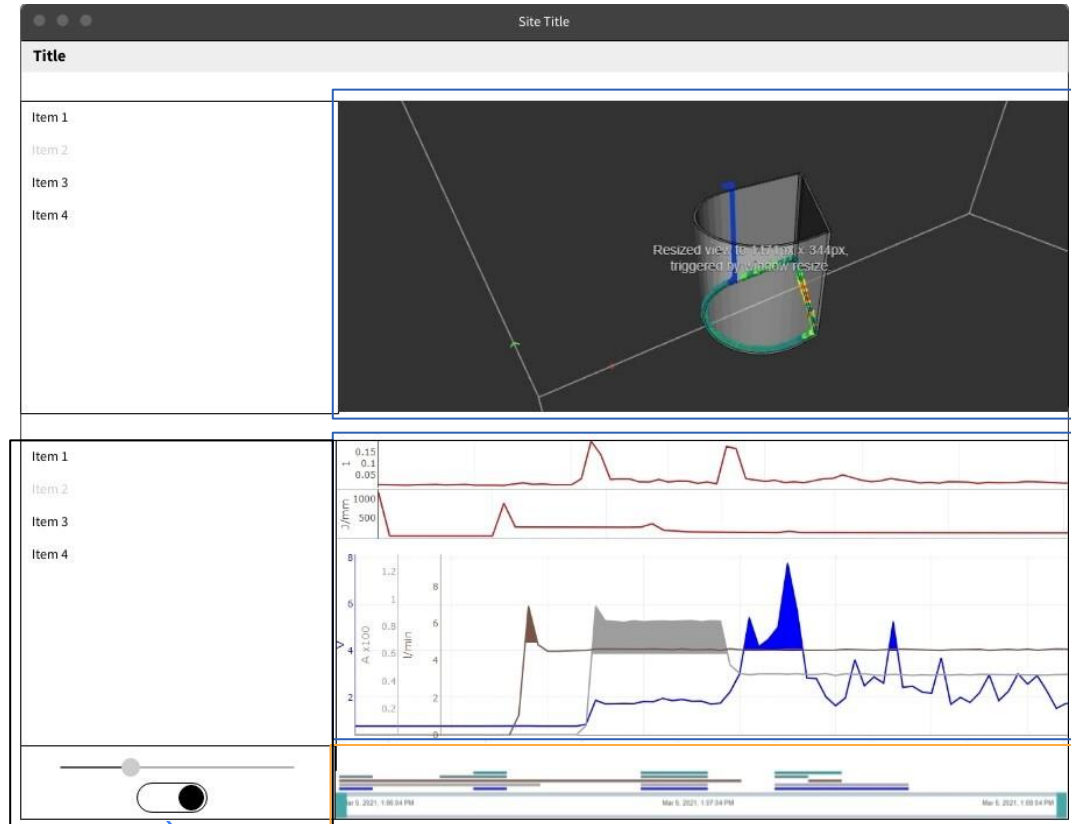 Site Title
Title
Item 1
Item 2
Item 3
Item 4
Resized view to 1171px x 344px,
triggered by window resize.
Item 1
Item 2
Item 3
Item 4
1
0.15
0.1
0.05
J/mm
1000
500
V
8
6
4
2
A x100
1.2
1
0.8
0.6
0.4
0.2
l/min
8
6
4
2
0
ar 5, 2021, 1:06:04 PM
Mar 5, 2021, 1:07:04 PM
Mar 5, 2021, 1:08:04 PM